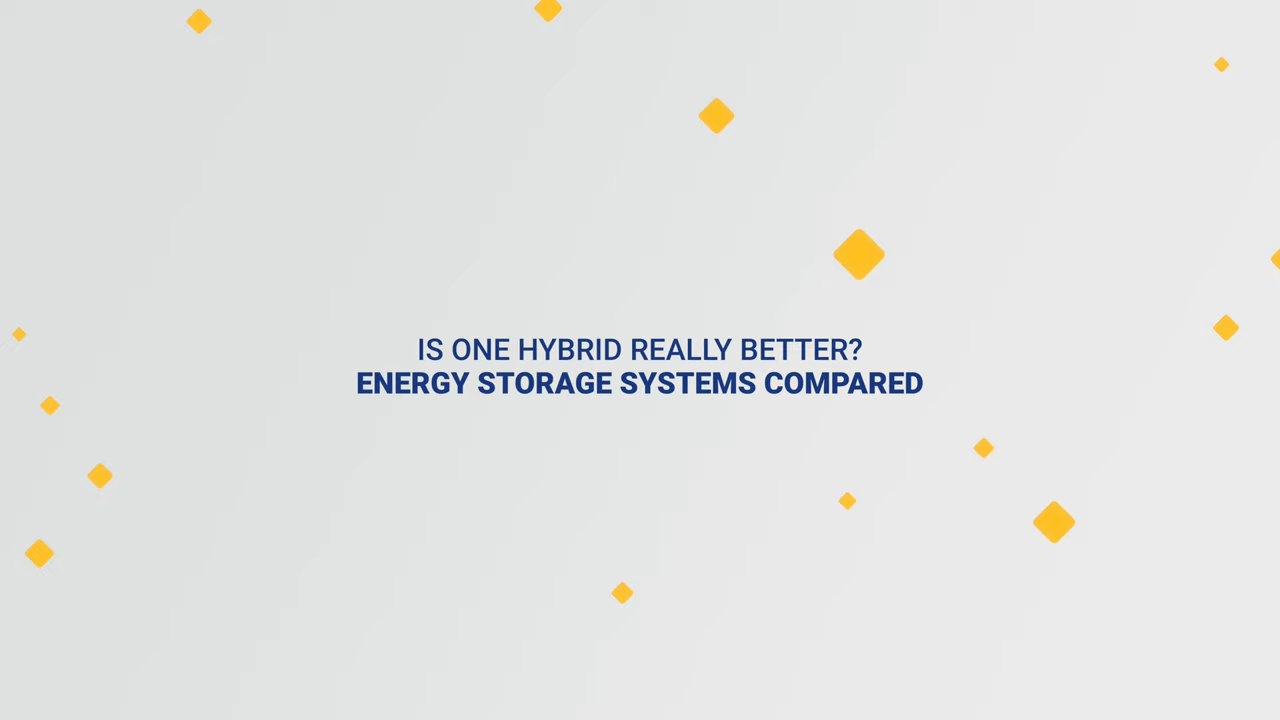 IS ONE HYBRID REALLY BETTER?
ENERGY STORAGE SYSTEMS COMPARED